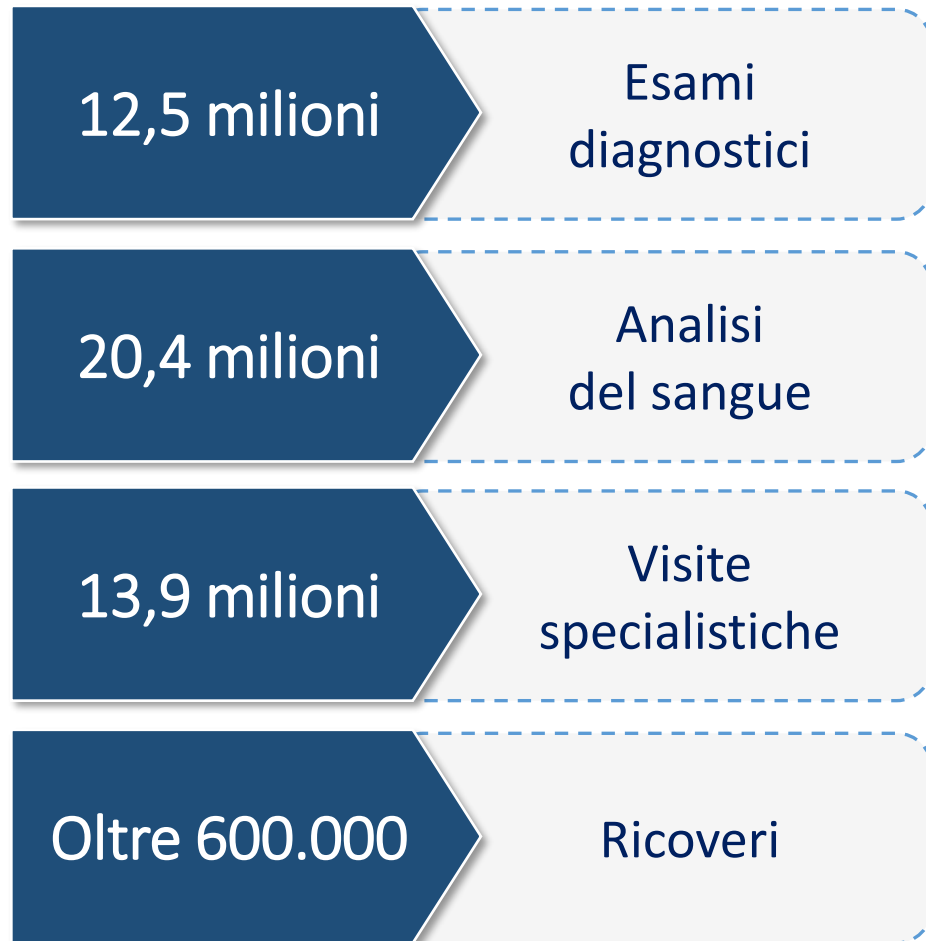 12,5 milioni
Esami
diagnostici
20,4 milioni
Analisi
del sangue
13,9 milioni
Visite
specialistiche
Oltre 600.000
Ricoveri